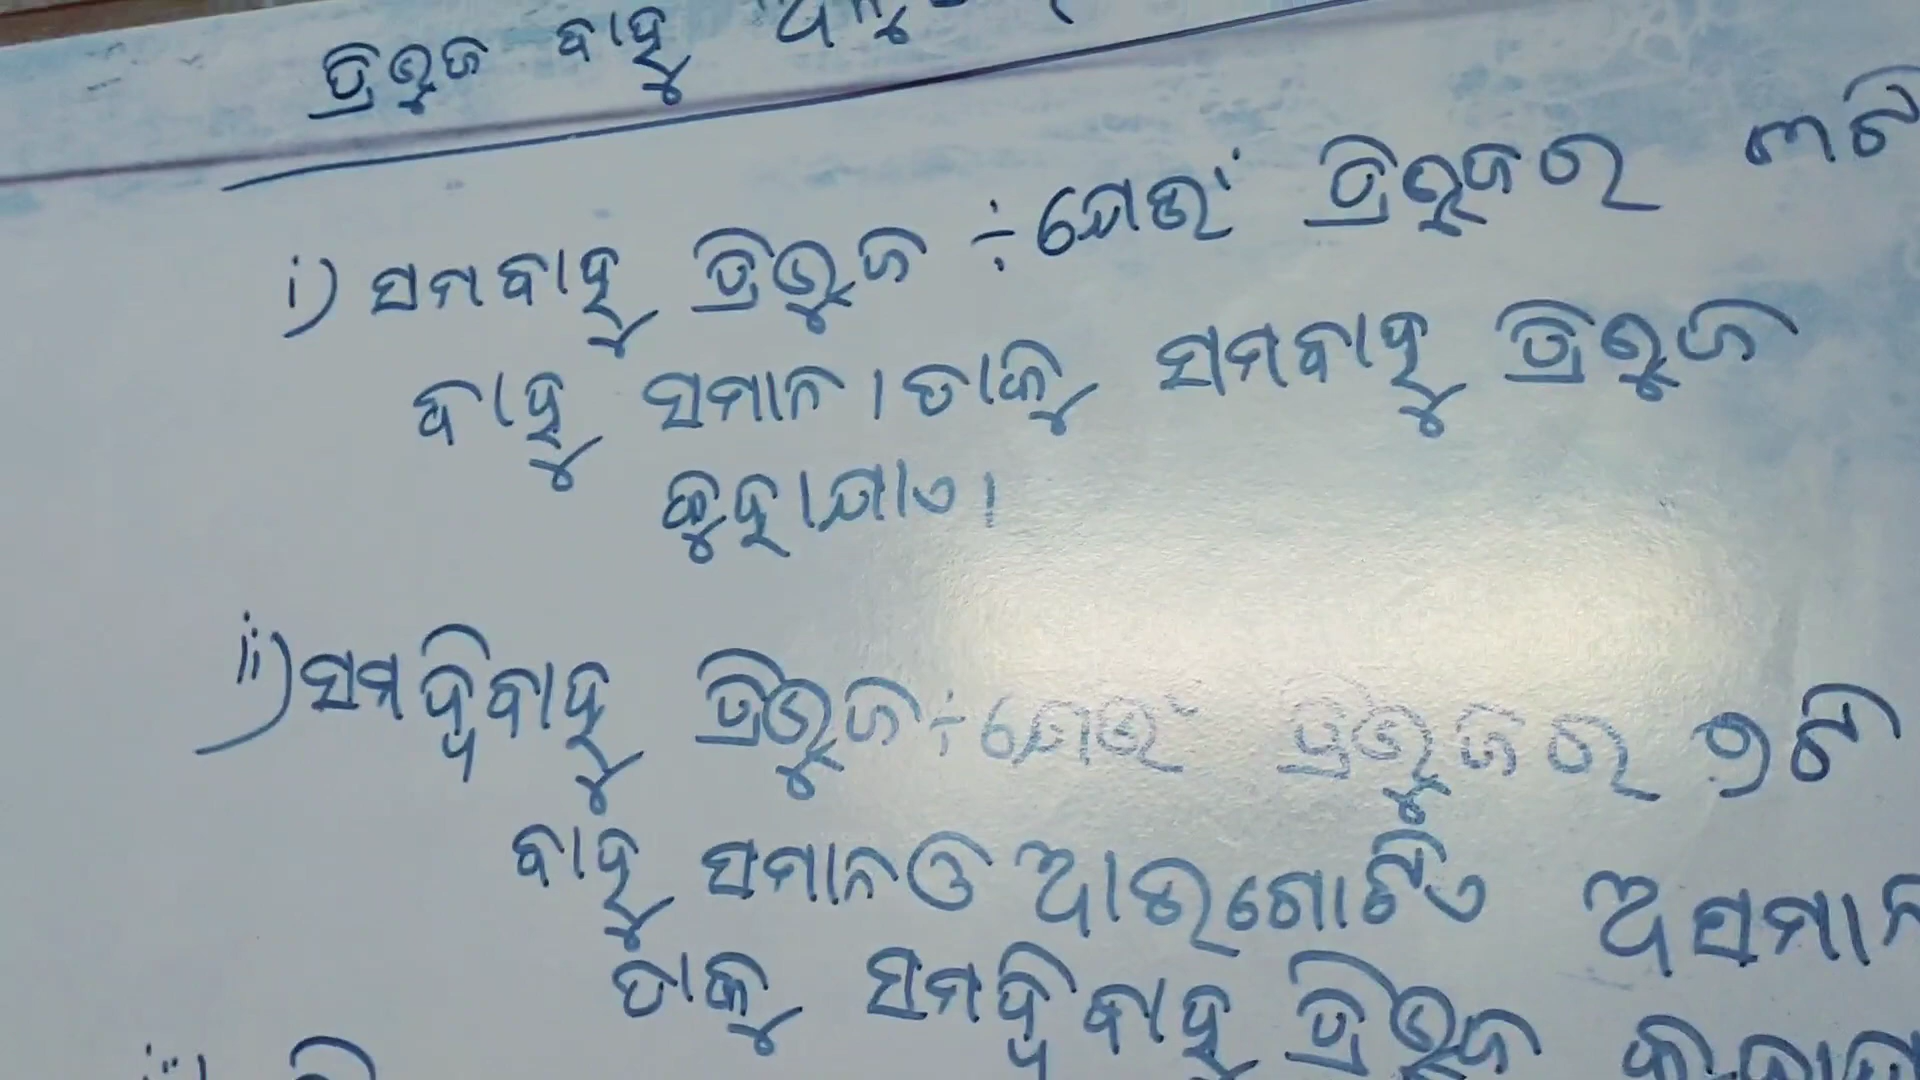 ତ୍ରିଭୁଜ ବାହୁ
i) ସମବାହୁ ତ୍ରିଭୁଜ ÷ ଯେଉଁ ତ୍ରିଭୁଜର ୩ଟି
ବାହୁ ସମାନ । ତାକୁ ସମବାହୁ ତ୍ରିଭୁଜ
କୁହାଯାଏ ।
ii) ସମଦ୍ୱିବାହୁ ତ୍ରିଭୁଜ ÷ ଯେଉଁ ତ୍ରିଭୁଜର ୨ଟି
ବାହୁ ସମାନ ଓ ଆଉଗୋଟିଏ ଅସମାନ
ତାକୁ ସମଦ୍ୱିବାହୁ ତ୍ରିଭୁଜ